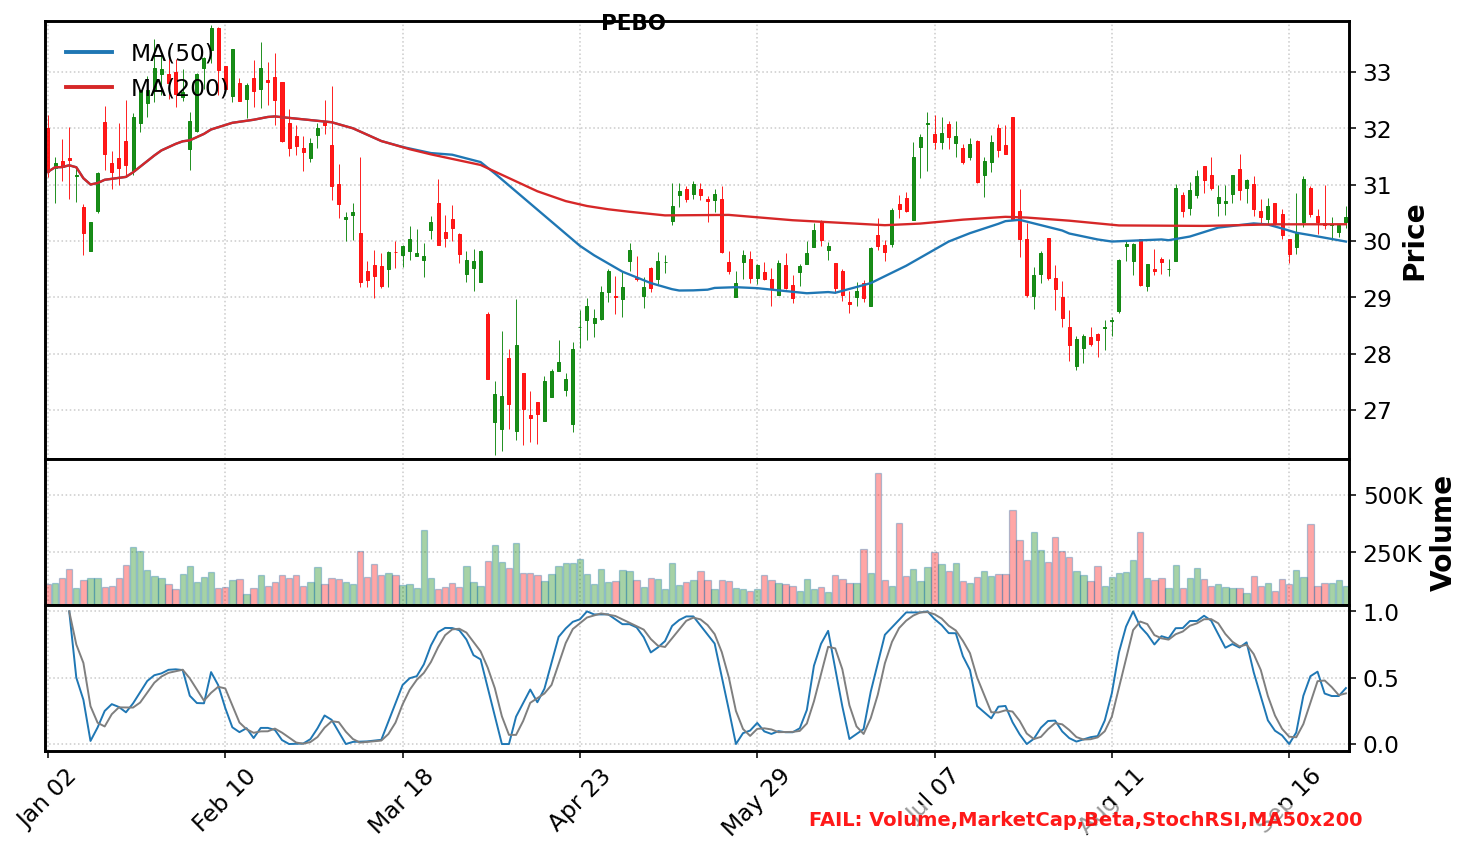 PEBO
MA(50)
MA(200)
33
32
31
30
29
28
27
Price
500K
250K
Volume
1.0
0.5
0.0
Jan 02
Feb 10
Mar 18
Apr 23
May 29
Jul 07
Aug 11
Sep 16
FAIL: Volume,MarketCap,Beta,StochRSI,MA50x200